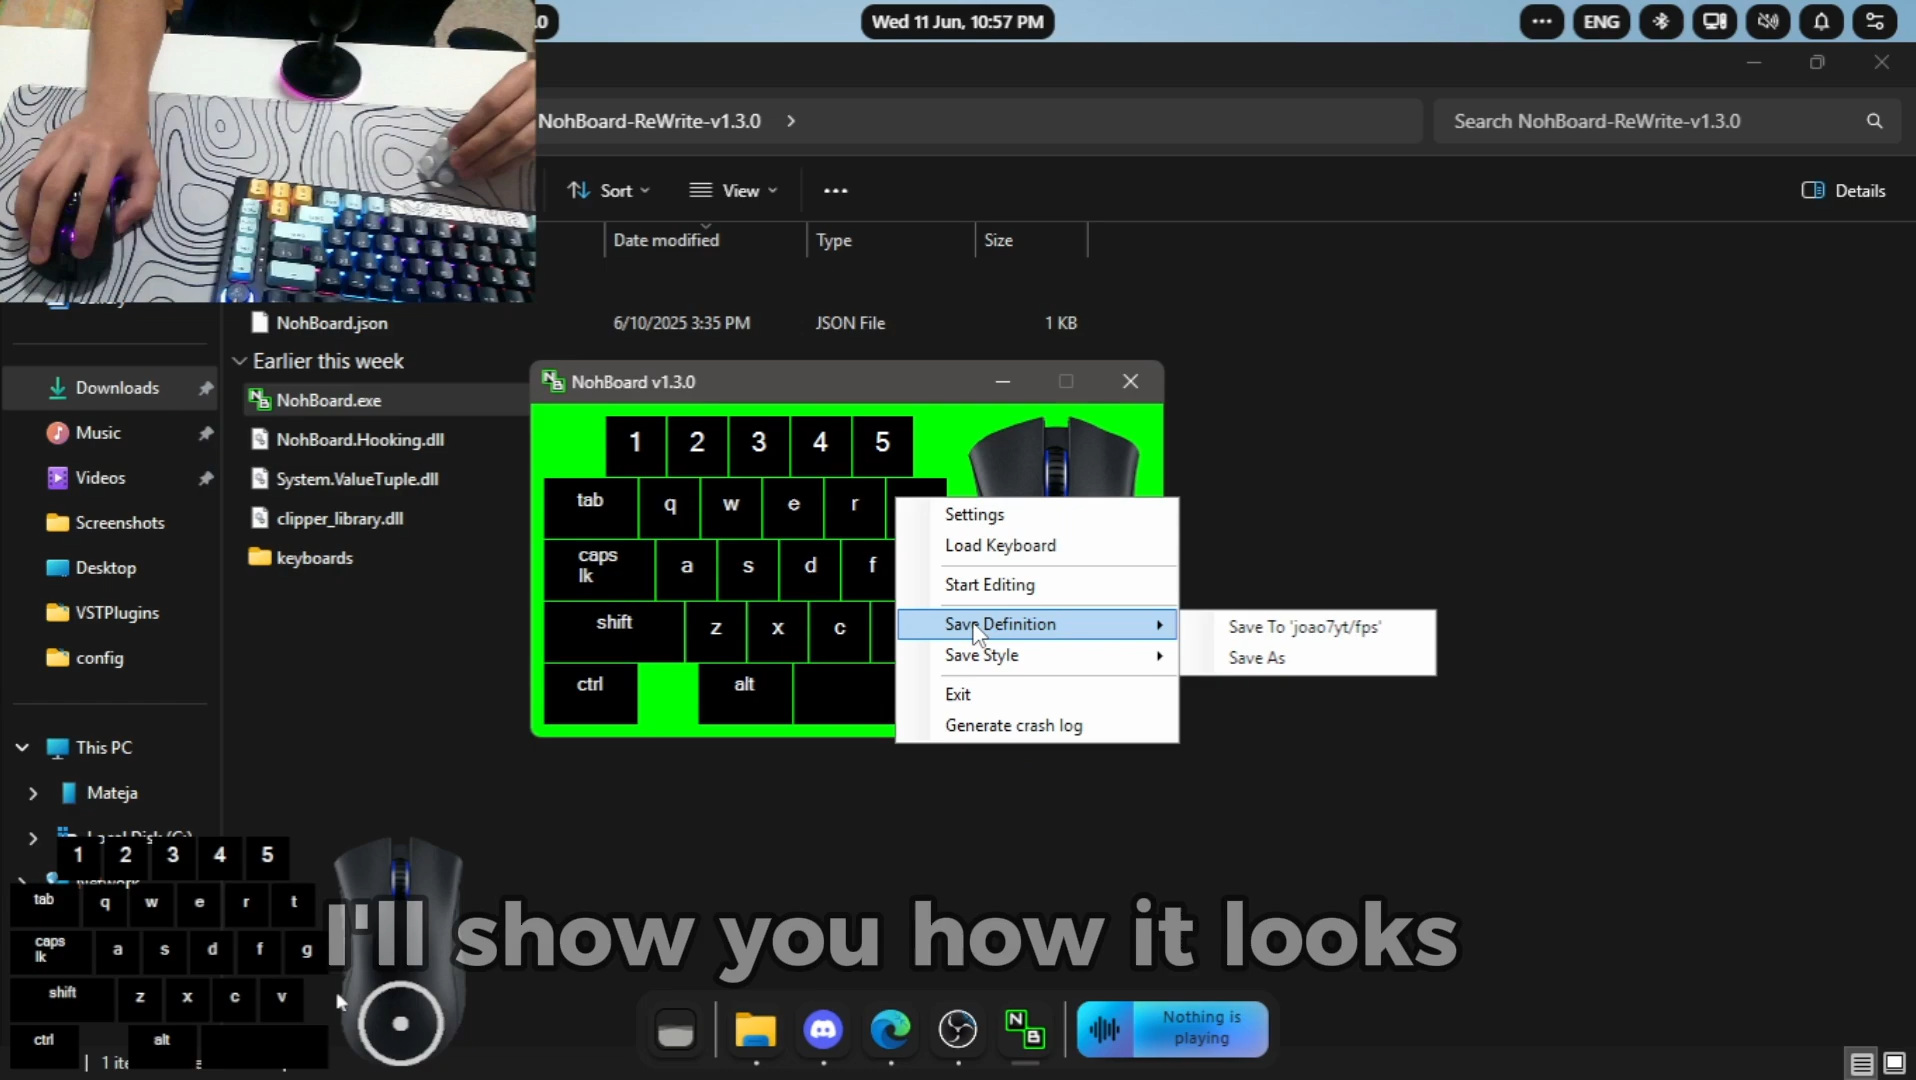 .0
Wed 11 Jun, 10:57 PM
ENG
NohBoard-ReWrite-v1.3.0
Search NohBoard-ReWrite-v1.3.0
Sort
View
Details
Date modified
Type
Size
NohBoard.json
6/10/2025 3:35 PM
JSON File
1 KB
Earlier this week
NohBoard.exe
NohBoard.Hooking.dll
System.ValueTuple.dll
clipper_library.dll
keyboards
Downloads
Music
Videos
Screenshots
Desktop
VSTPlugins
config
This PC
Mateja
Local Disk (C:)
Network
NohBoard v1.3.0
1 2 3 4 5
tab q w e r
caps lk a s d f
shift z x c
ctrl alt
Settings
Load Keyboard
Start Editing
Save Definition
Save Style
Exit
Generate crash log
Save To 'joao7yt/fps'
Save As
1 2 3 4 5
tab q w e r t
caps lk a s d f g
shift z x c v
ctrl alt
I'll show you how it looks
Nothing is
playing